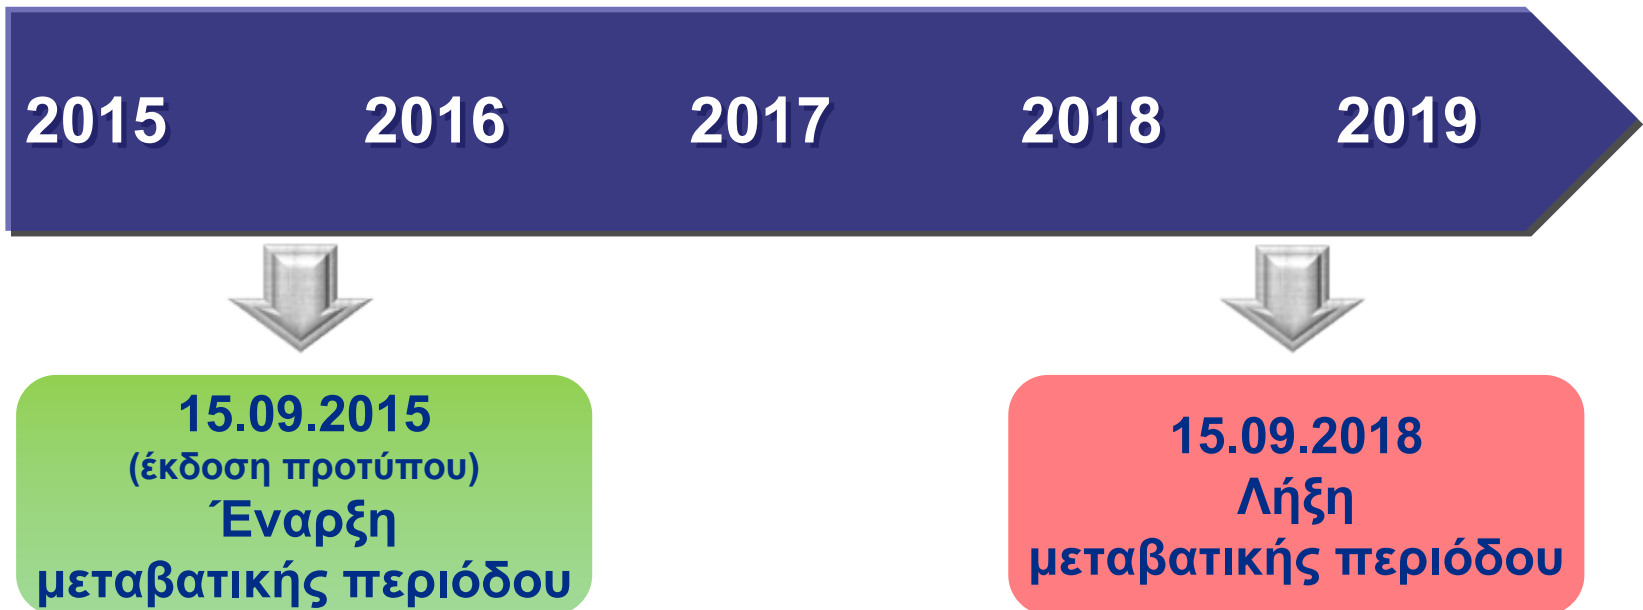 2015 2016 2017 2018 2019
15.09.2015
(έκδοση προτύπου)
Έναρξη
μεταβατικής περιόδου
15.09.2018
Λήξη
μεταβατικής περιόδου